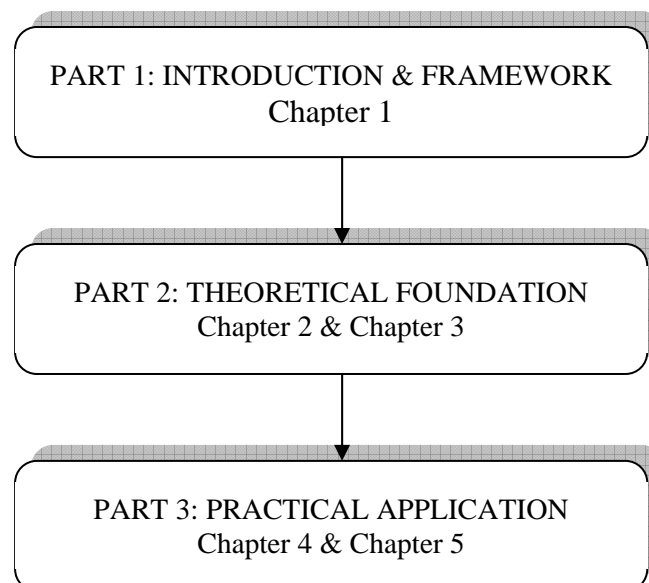 PART 1: INTRODUCTION & FRAMEWORK
Chapter 1
PART 2: THEORETICAL FOUNDATION
Chapter 2 & Chapter 3
PART 3: PRACTICAL APPLICATION
Chapter 4 & Chapter 5